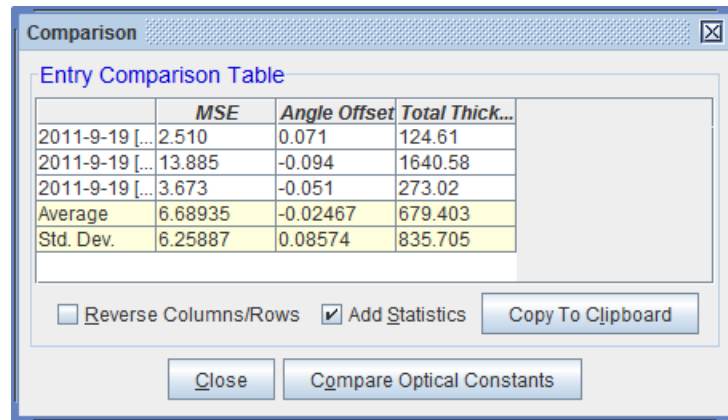 Comparison
Entry Comparison Table
MSE Angle Offset Total Thick...
2011-9-19 [... 2.510 0.071 124.61
2011-9-19 [... 13.885 -0.094 1640.58
2011-9-19 [... 3.673 -0.051 273.02
Average 6.68935 -0.02467 679.403
Std. Dev. 6.25887 0.08574 835.705
Reverse Columns/Rows Add Statistics Copy To Clipboard
Close Compare Optical Constants